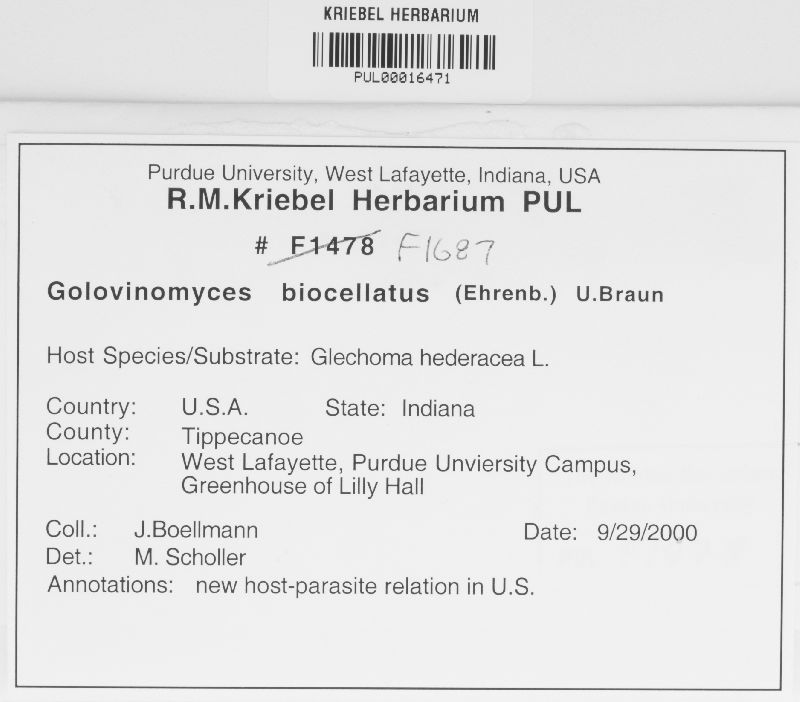 KRIEBEL HERBARIUM
PUL00016471
Purdue University, West Lafayette, Indiana, USA
R.M.Kriebel Herbarium PUL
# F1478 F1687
Golovinomyces biocellatus (Ehrenb.) U.Braun
Host Species/Substrate: Glechoma hederacea L.
Country: U.S.A. State: Indiana
County: Tippecanoe
Location: West Lafayette, Purdue Unviersity Campus,
Greenhouse of Lilly Hall
Coll.: J.Boellmann Date: 9/29/2000
Det.: M. Scholler
Annotations: new host-parasite relation in U.S.